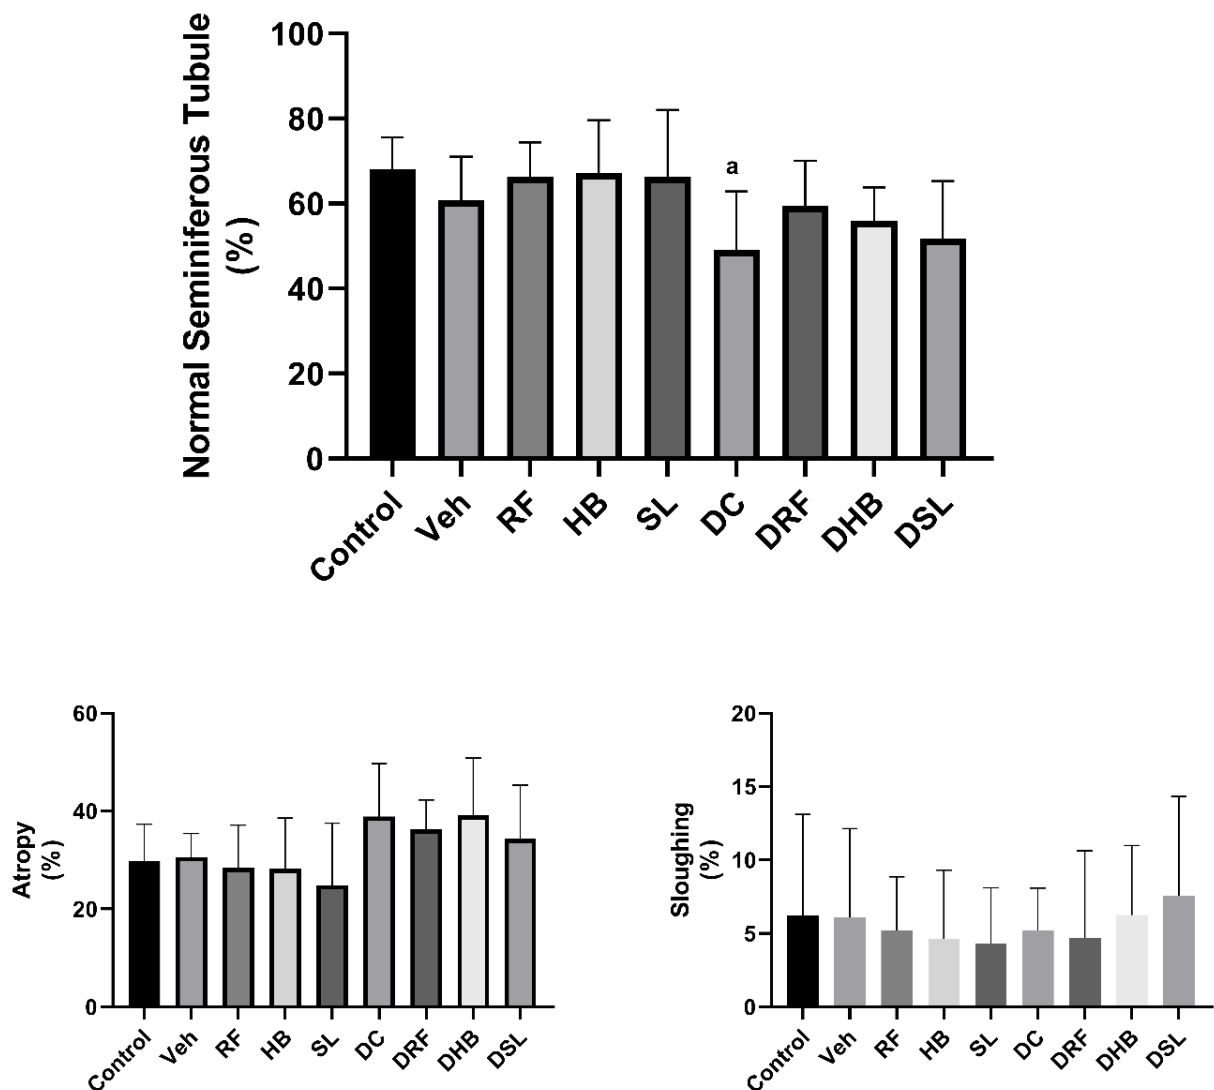 Normal Seminiferous Tubule
(%)
100
80
60
40
20
0
a
Control
Veh
RF
HB
SL
DC
DRF
DHB
DSL
Atropy
(%)
60
40
20
0
Control
Veh
RF
HB
SL
DC
DRF
DHB
DSL
Sloughing
(%)
20
15
10
5
0
Control
Veh
RF
HB
SL
DC
DRF
DHB
DSL